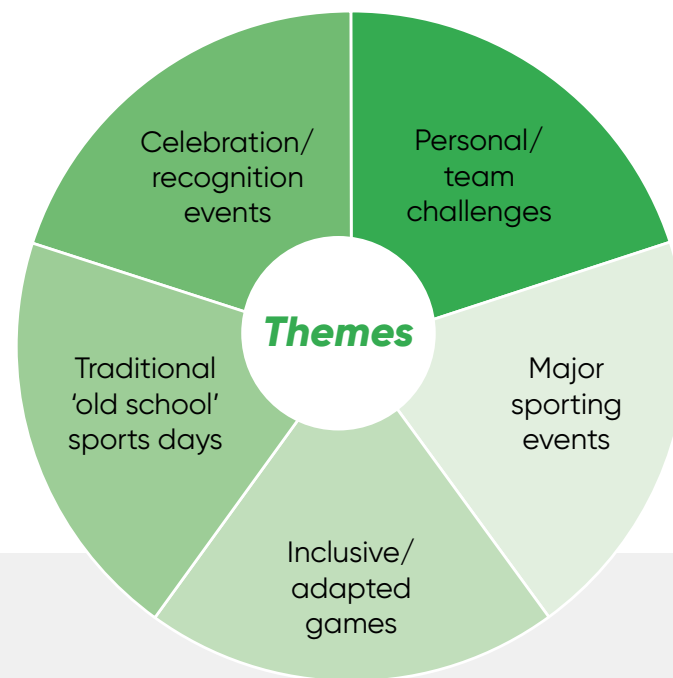 Celebration/
recognition
events
Personal/
team
challenges
Themes
Traditional
‘old school’
sports days
Major
sporting
events
Inclusive/
adapted
games